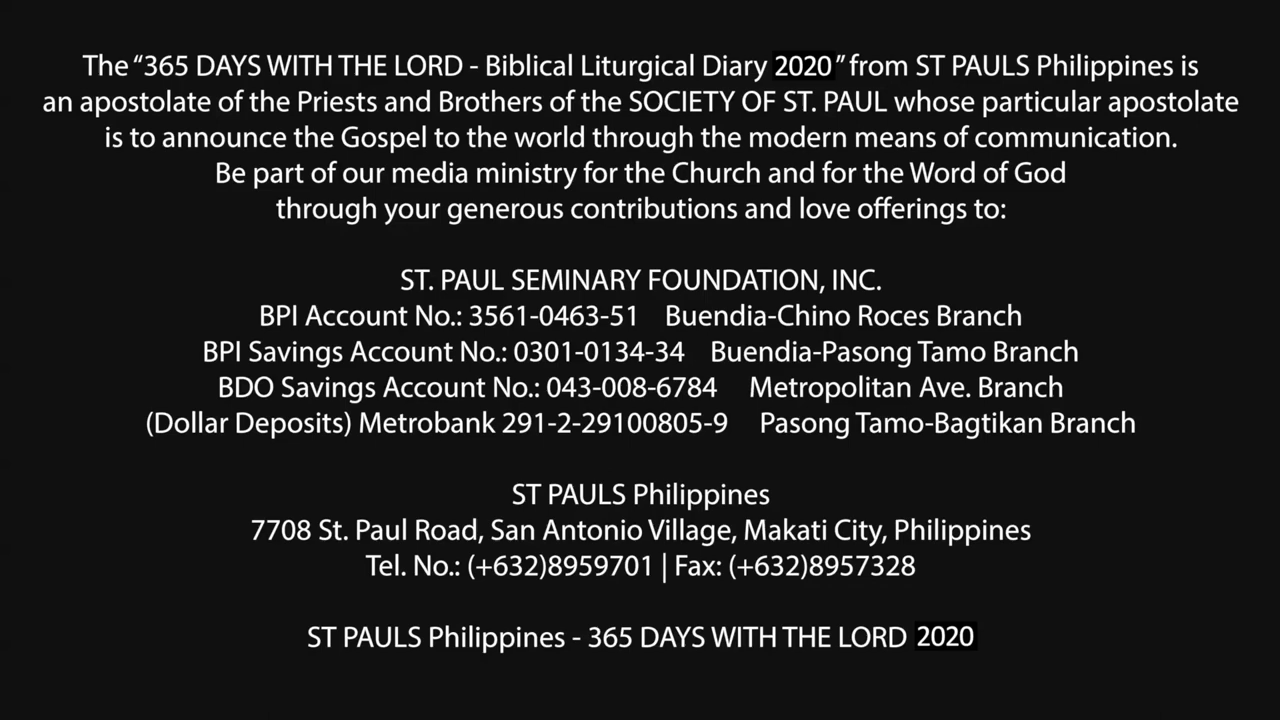 The “365 DAYS WITH THE LORD - Biblical Liturgical Diary 2020” from ST PAULS Philippines is
an apostolate of the Priests and Brothers of the SOCIETY OF ST. PAUL whose particular apostolate
is to announce the Gospel to the world through the modern means of communication.
Be part of our media ministry for the Church and for the Word of God
through your generous contributions and love offerings to:
ST. PAUL SEMINARY FOUNDATION, INC.
BPI Account No.: 3561-0463-51 Buendia-Chino Roces Branch
BPI Savings Account No.: 0301-0134-34 Buendia-Pasong Tamo Branch
BDO Savings Account No.: 043-008-6784 Metropolitan Ave. Branch
(Dollar Deposits) Metrobank 291-2-29100805-9 Pasong Tamo-Bagtikan Branch
ST PAULS Philippines
7708 St. Paul Road, San Antonio Village, Makati City, Philippines
Tel. No.: (+632)8959701 | Fax: (+632)8957328
ST PAULS Philippines - 365 DAYS WITH THE LORD 2020